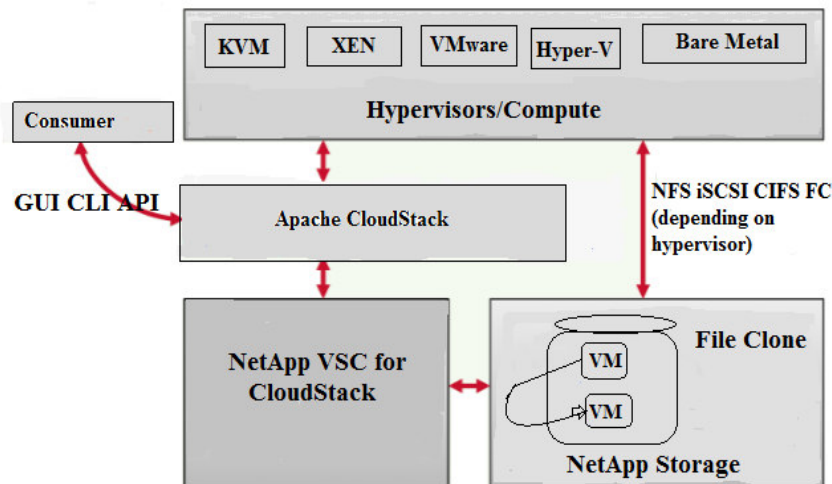 KVM
XEN
VMware
Hyper-V
Bare Metal
Hypervisors/Compute
Consumer
GUI CLI API
NFS iSCSI CIFS FC
(depending on
hypervisor)
Apache CloudStack
NetApp VSC for
CloudStack
File Clone
VM
VM
NetApp Storage